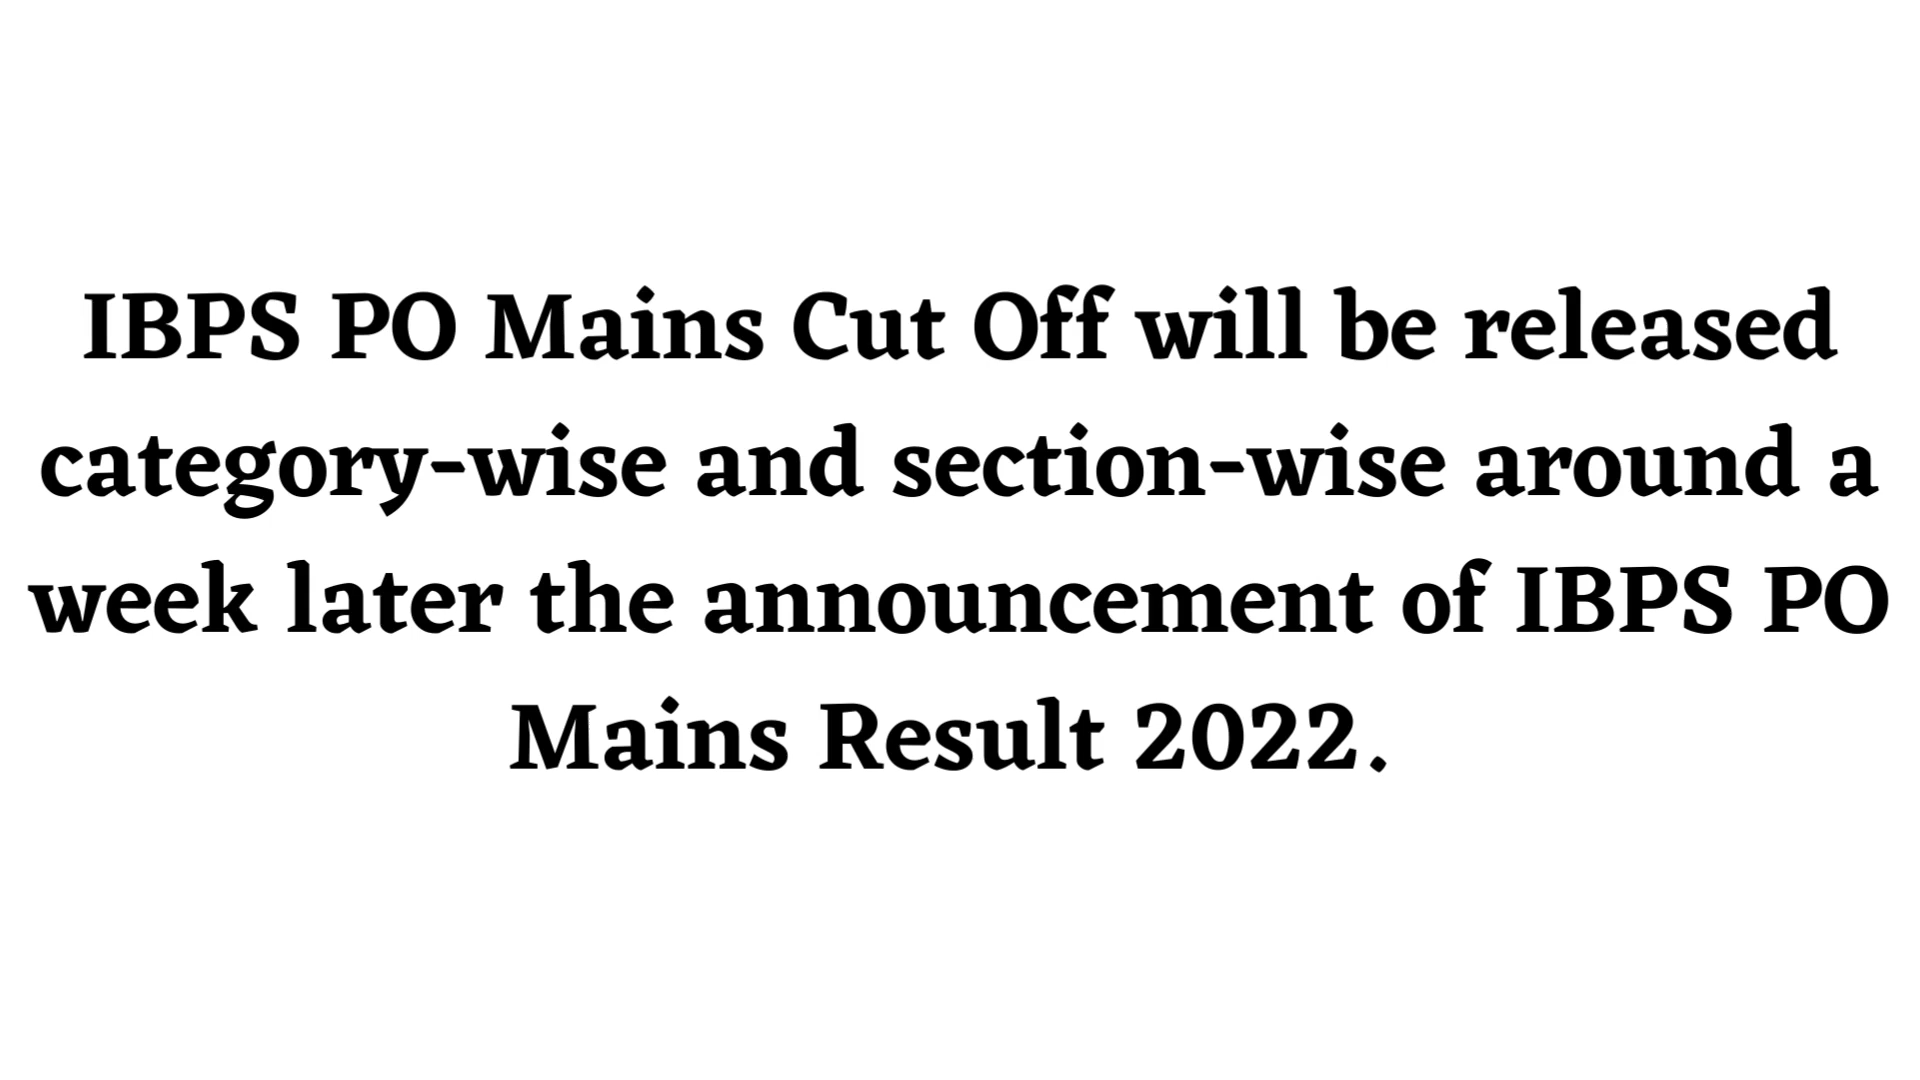 IBPS PO Mains Cut Off will be released
category-wise and section-wise around a
week later the announcement of IBPS PO
Mains Result 2022.